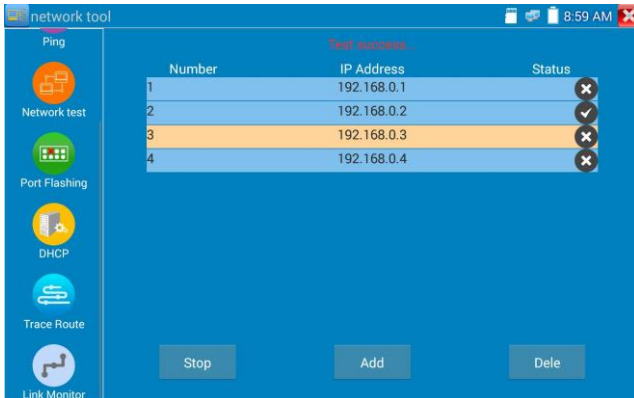 network tool
8:59 AM
Ping
Network test
Port Flashing
DHCP
Trace Route
Link Monitor
Test success...
Number IP Address Status
1 192.168.0.1
2 192.168.0.2
3 192.168.0.3
4 192.168.0.4
Stop Add Dele